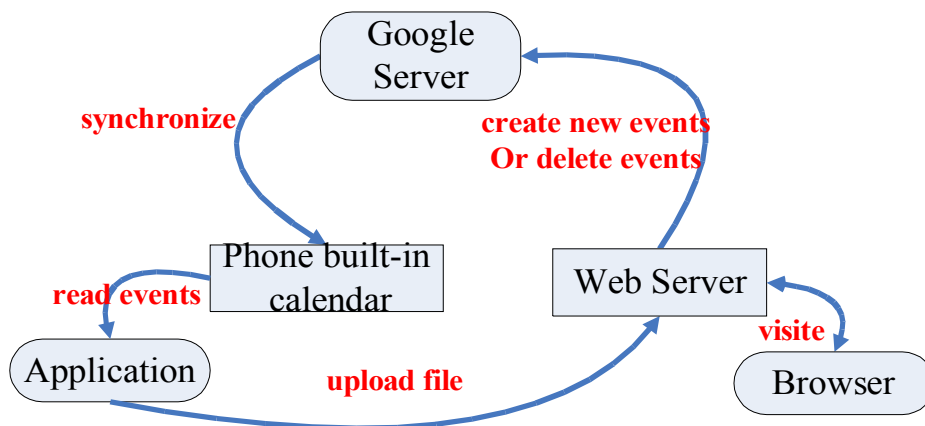 Google
Server
synchronize
create new events
Or delete events
Phone built-in
calendar
Web Server
read events
visite
Application
upload file
Browser